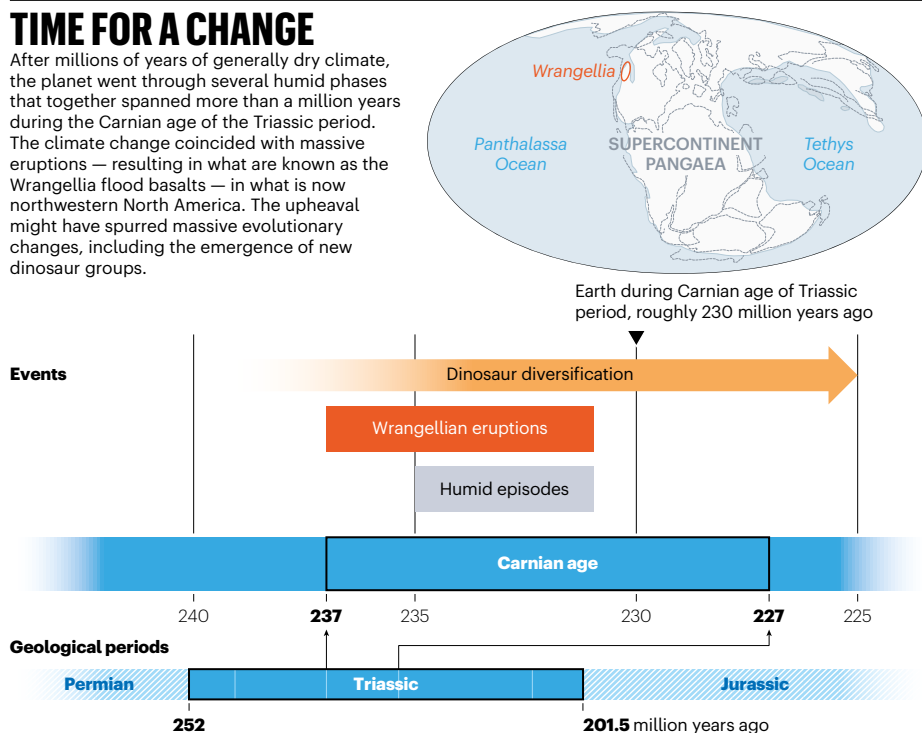 TIME FOR A CHANGE
After millions of years of generally dry climate,
the planet went through several humid phases
that together spanned more than a million years
during the Carnian age of the Triassic period.
The climate change coincided with massive
eruptions — resulting in what are known as the
Wrangellia flood basalts — in what is now
northwestern North America. The upheaval
might have spurred massive evolutionary
changes, including the emergence of new
dinosaur groups.
Wrangellia
Panthalassa
Ocean
SUPERCONTINENT
PANGAEA
Tethys
Ocean
Earth during Carnian age of Triassic
period, roughly 230 million years ago
Events
Dinosaur diversification
Wrangellian eruptions
Humid episodes
Carnian age
240 237 235 230 227 225
Geological periods
Permian Triassic Jurassic
252 201.5 million years ago